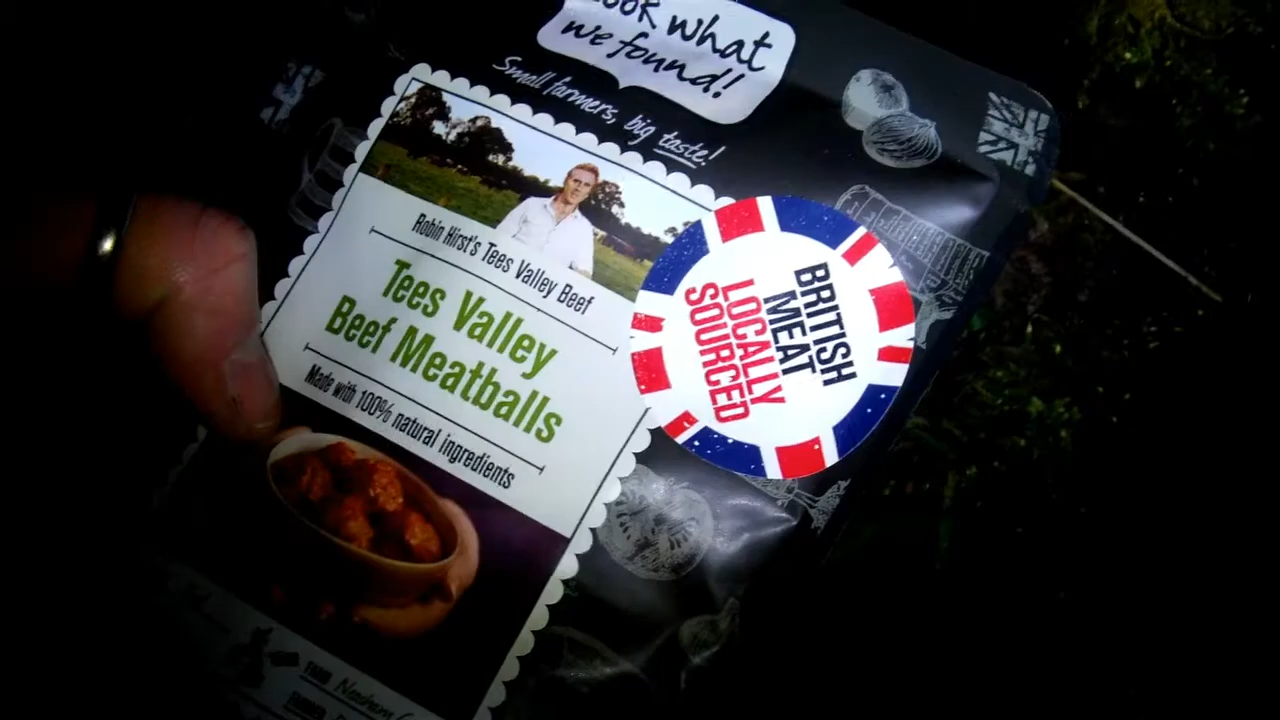 Look what
we found!
Small farmers, big taste!
Robin Hirst's Tees Valley Beef
Tees Valley
Beef Meatballs
Made with 100% natural ingredients
BRITISH
MEAT
LOCALLY
SOURCED
FARM